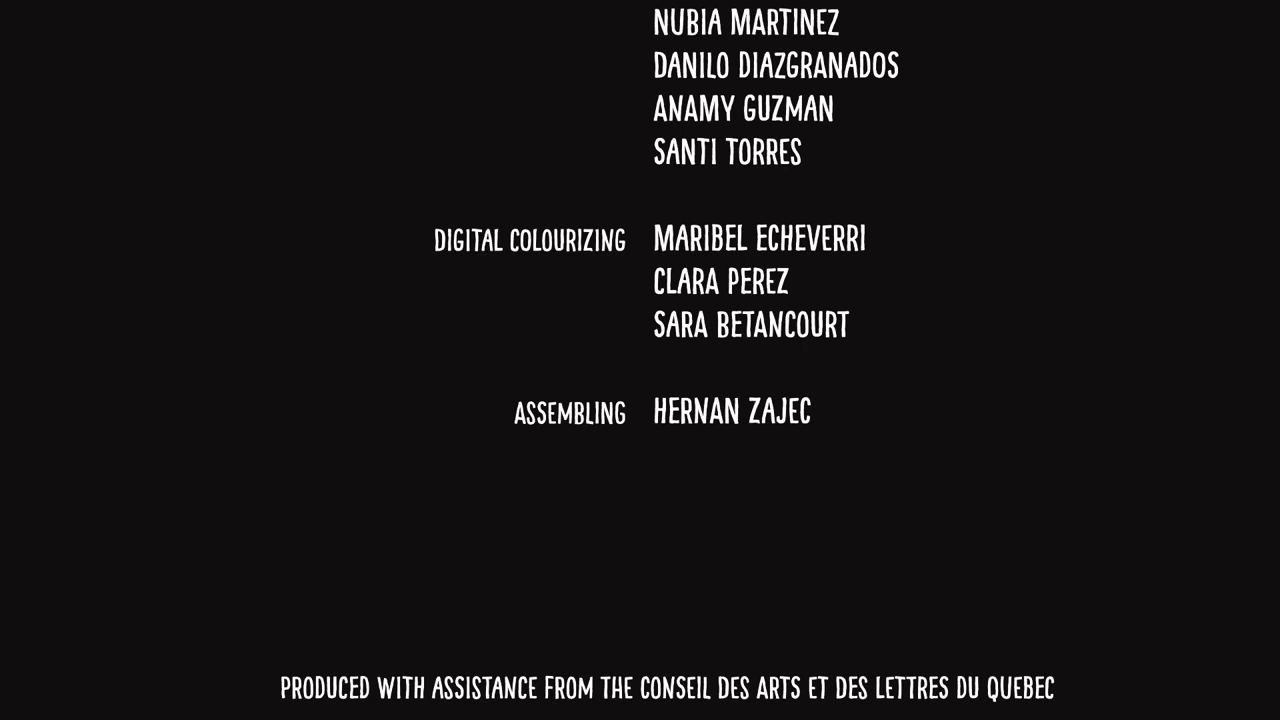 NUBIA MARTINEZ
DANILO DIAZGRANADOS
ANAMY GUZMAN
SANTI TORRES
DIGITAL COLOURIZING MARIBEL ECHEVERRI
CLARA PEREZ
SARA BETANCOURT
ASSEMBLING HERNAN ZAJEC
PRODUCED WITH ASSISTANCE FROM THE CONSEIL DES ARTS ET DES LETTRES DU QUEBEC